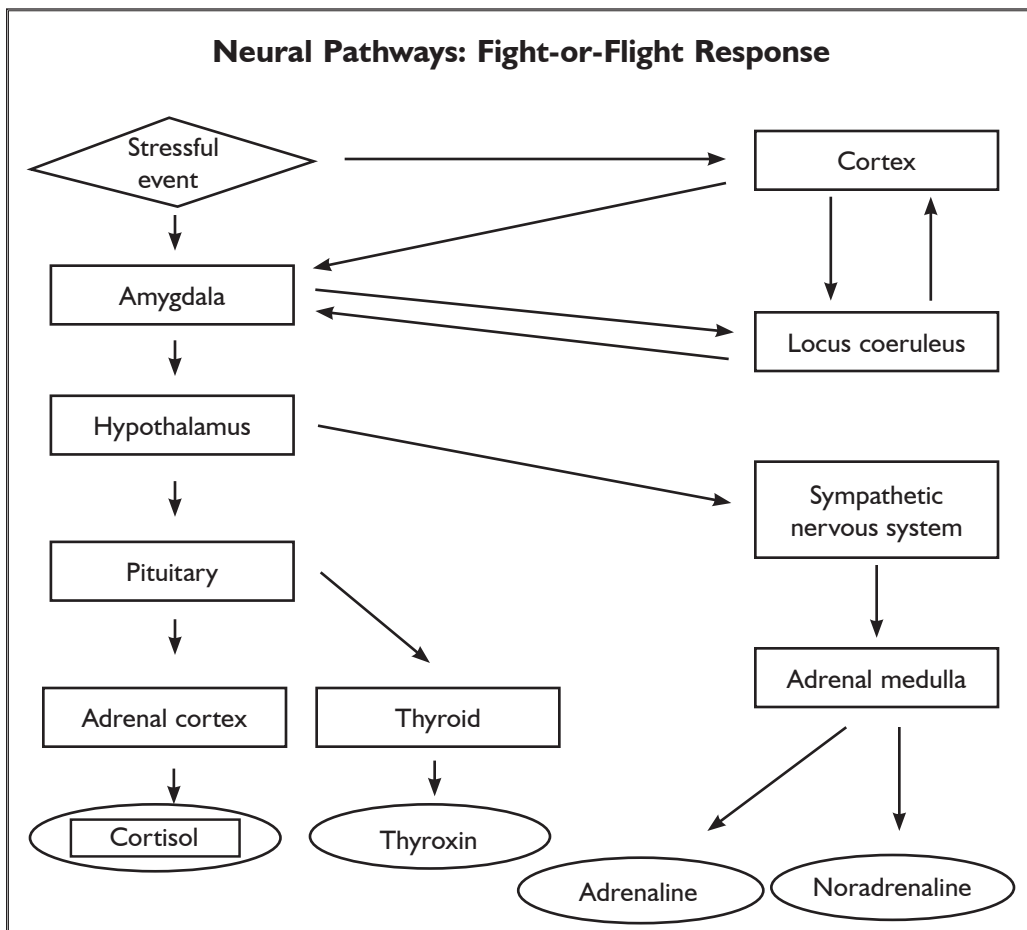 Neural Pathways: Fight-or-Flight Response
Stressful
event
Cortex
Amygdala
Locus coeruleus
Hypothalamus
Sympathetic
nervous system
Pituitary
Adrenal medulla
Adrenal cortex
Thyroid
Cortisol
Thyroxin
Adrenaline
Noradrenaline